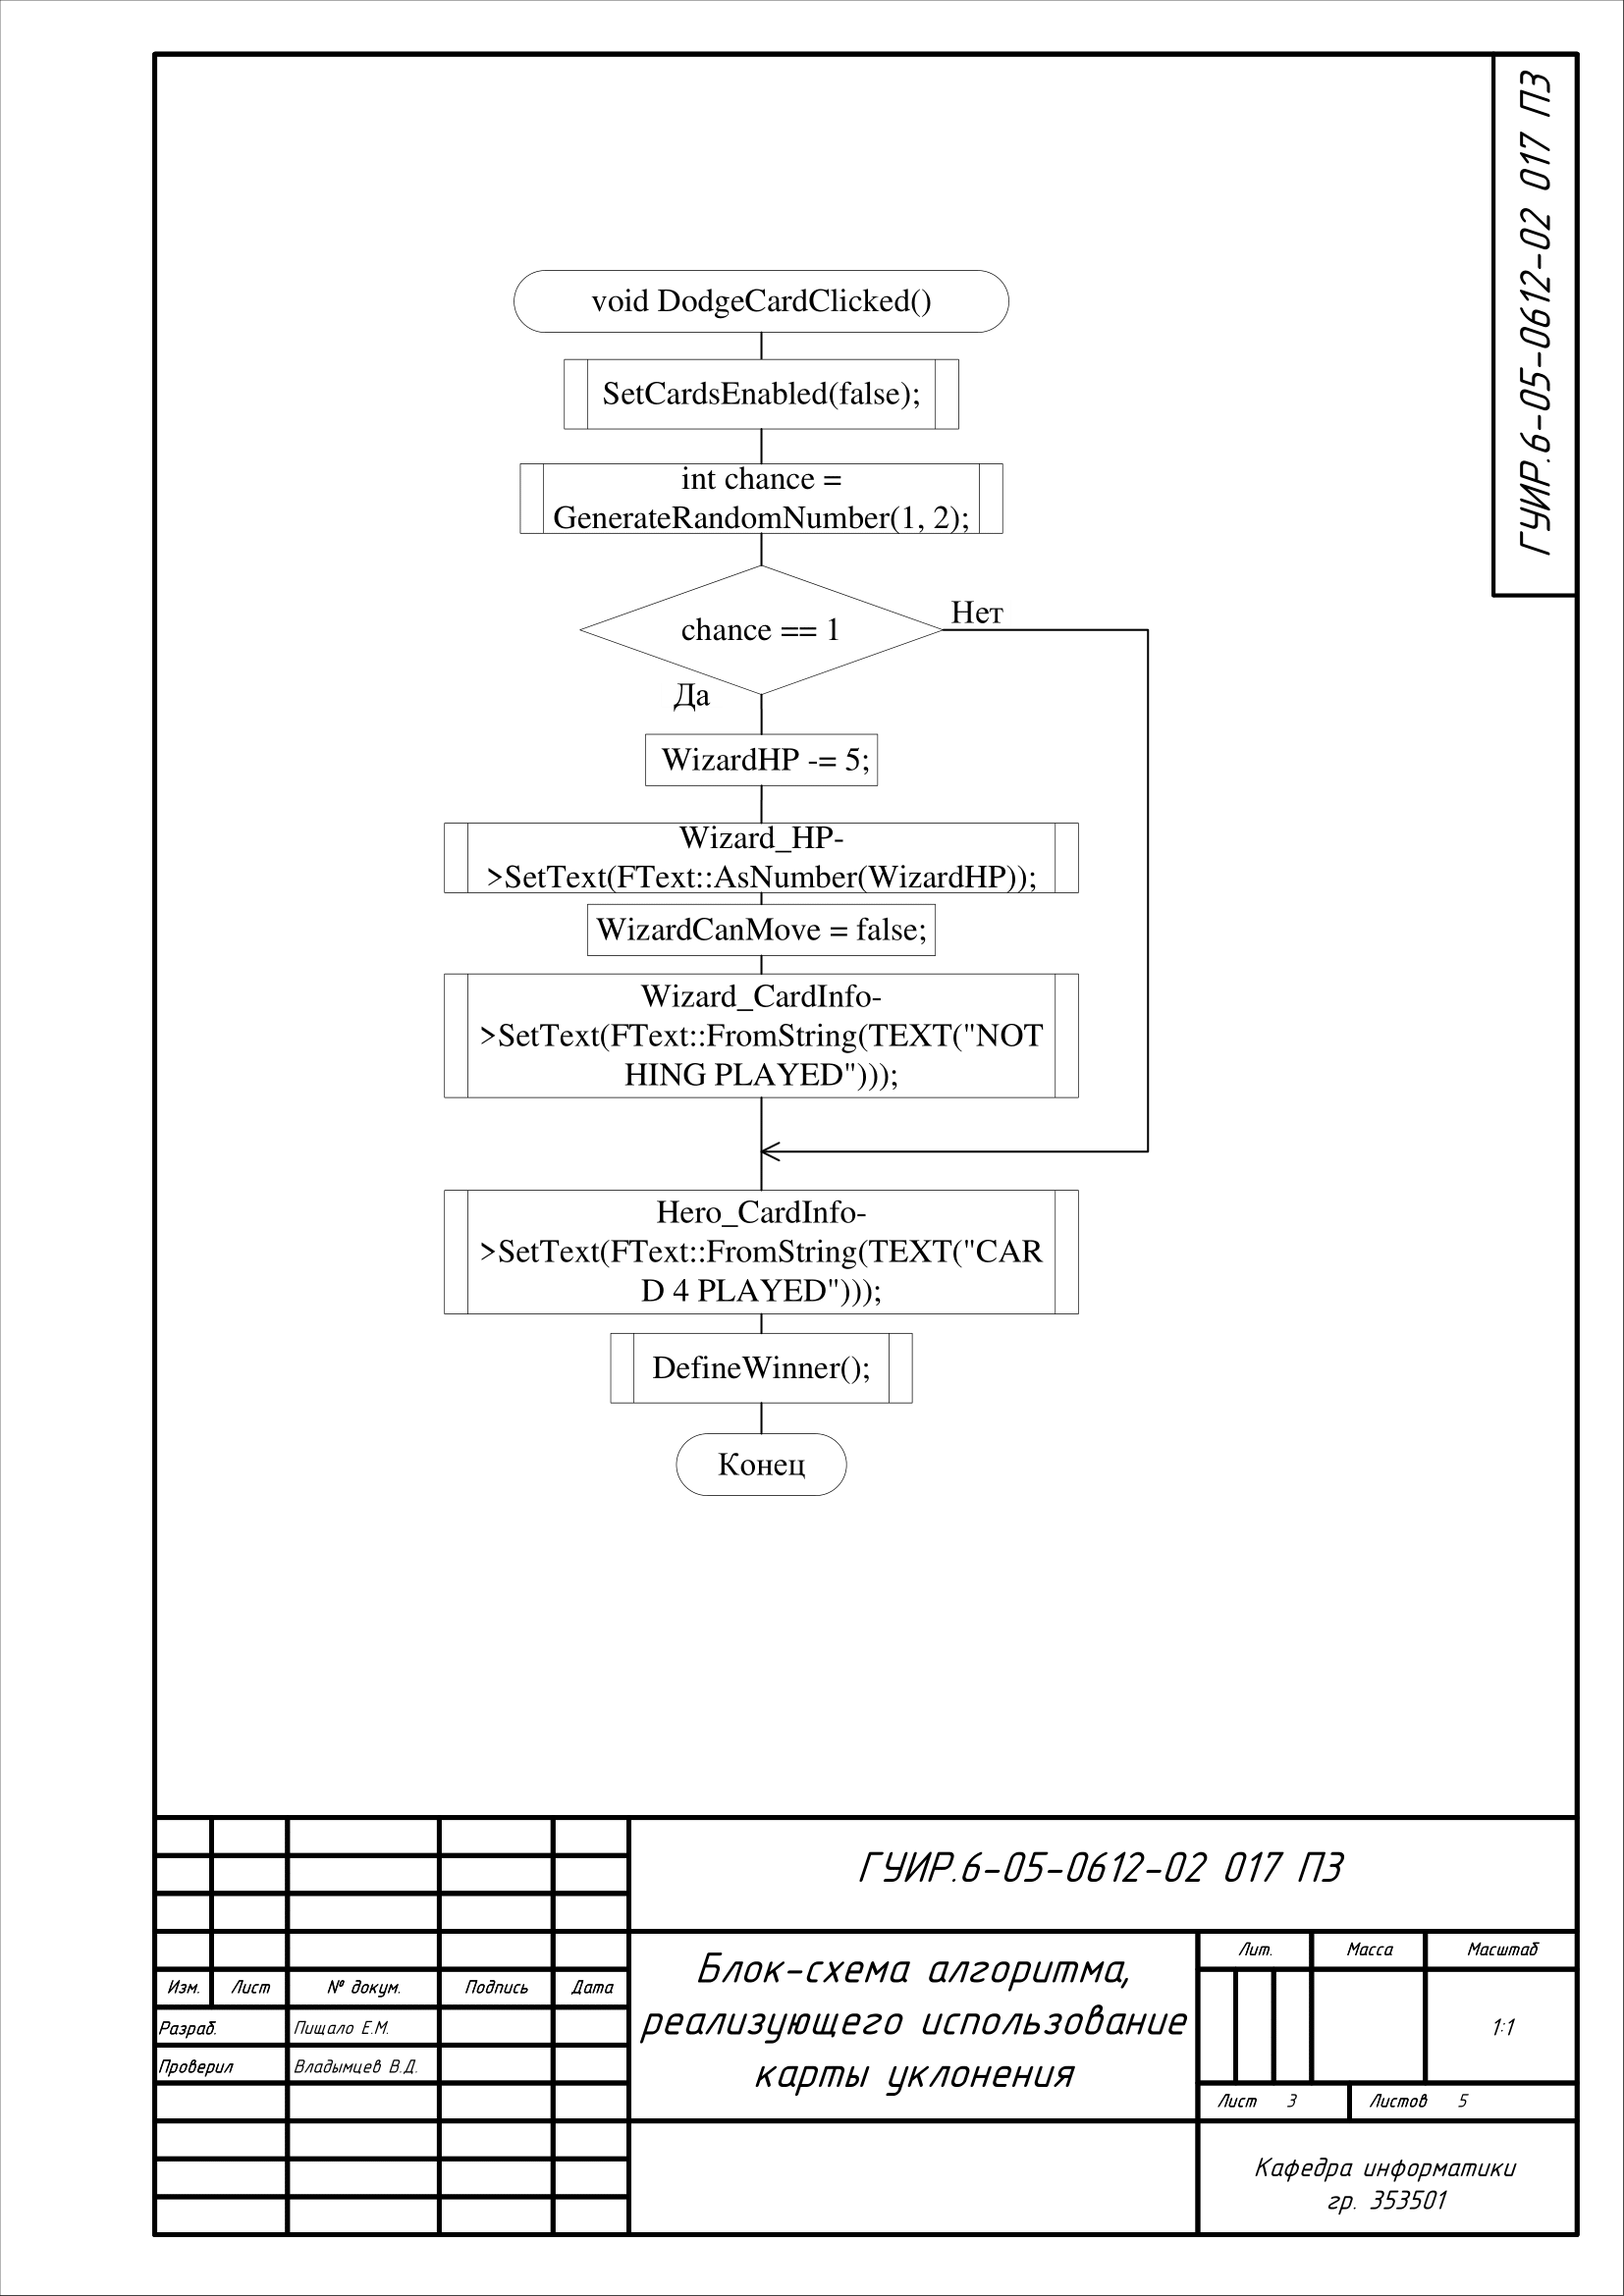 ГУИР.6-05-0612-02 017 ПЗ
void DodgeCardClicked()
SetCardsEnabled(false);
int chance =
GenerateRandomNumber(1, 2);
chance == 1
Нет
Да
WizardHP -= 5;
Wizard_HP-
>SetText(FText::AsNumber(WizardHP));
WizardCanMove = false;
Wizard_CardInfo-
>SetText(FText::FromString(TEXT("NOT
HING PLAYED")));
Hero_CardInfo-
>SetText(FText::FromString(TEXT("CAR
D 4 PLAYED")));
DefineWinner();
Конец
ГУИР.6-05-0612-02 017 ПЗ
Блок-схема алгоритма,
реализующего использование
карты уклонения
Лит. Масса Масштаб
1:1
Лист 3 Листов 5
Изм. Лист № докум. Подпись Дата
Разраб. Пищало Е.М.
Проверил Владымцев В.Д.
Кафедра информатики
гр. 353501